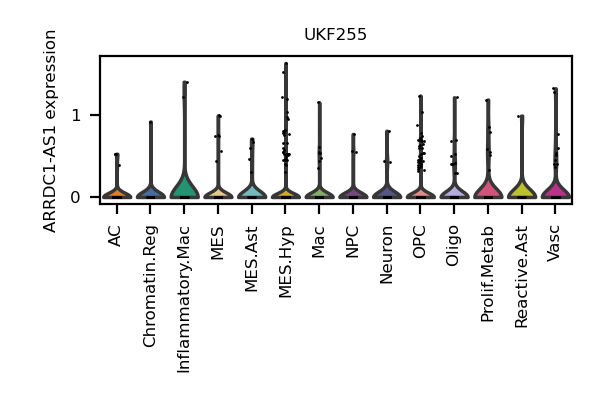 UKF255
ARRDC1-AS1 expression
1
0
AC
Chromatin.Reg
Inflammatory.Mac
MES
MES.Ast
MES.Hyp
Mac
NPC
Neuron
OPC
Oligo
Prolif.Metab
Reactive.Ast
Vasc